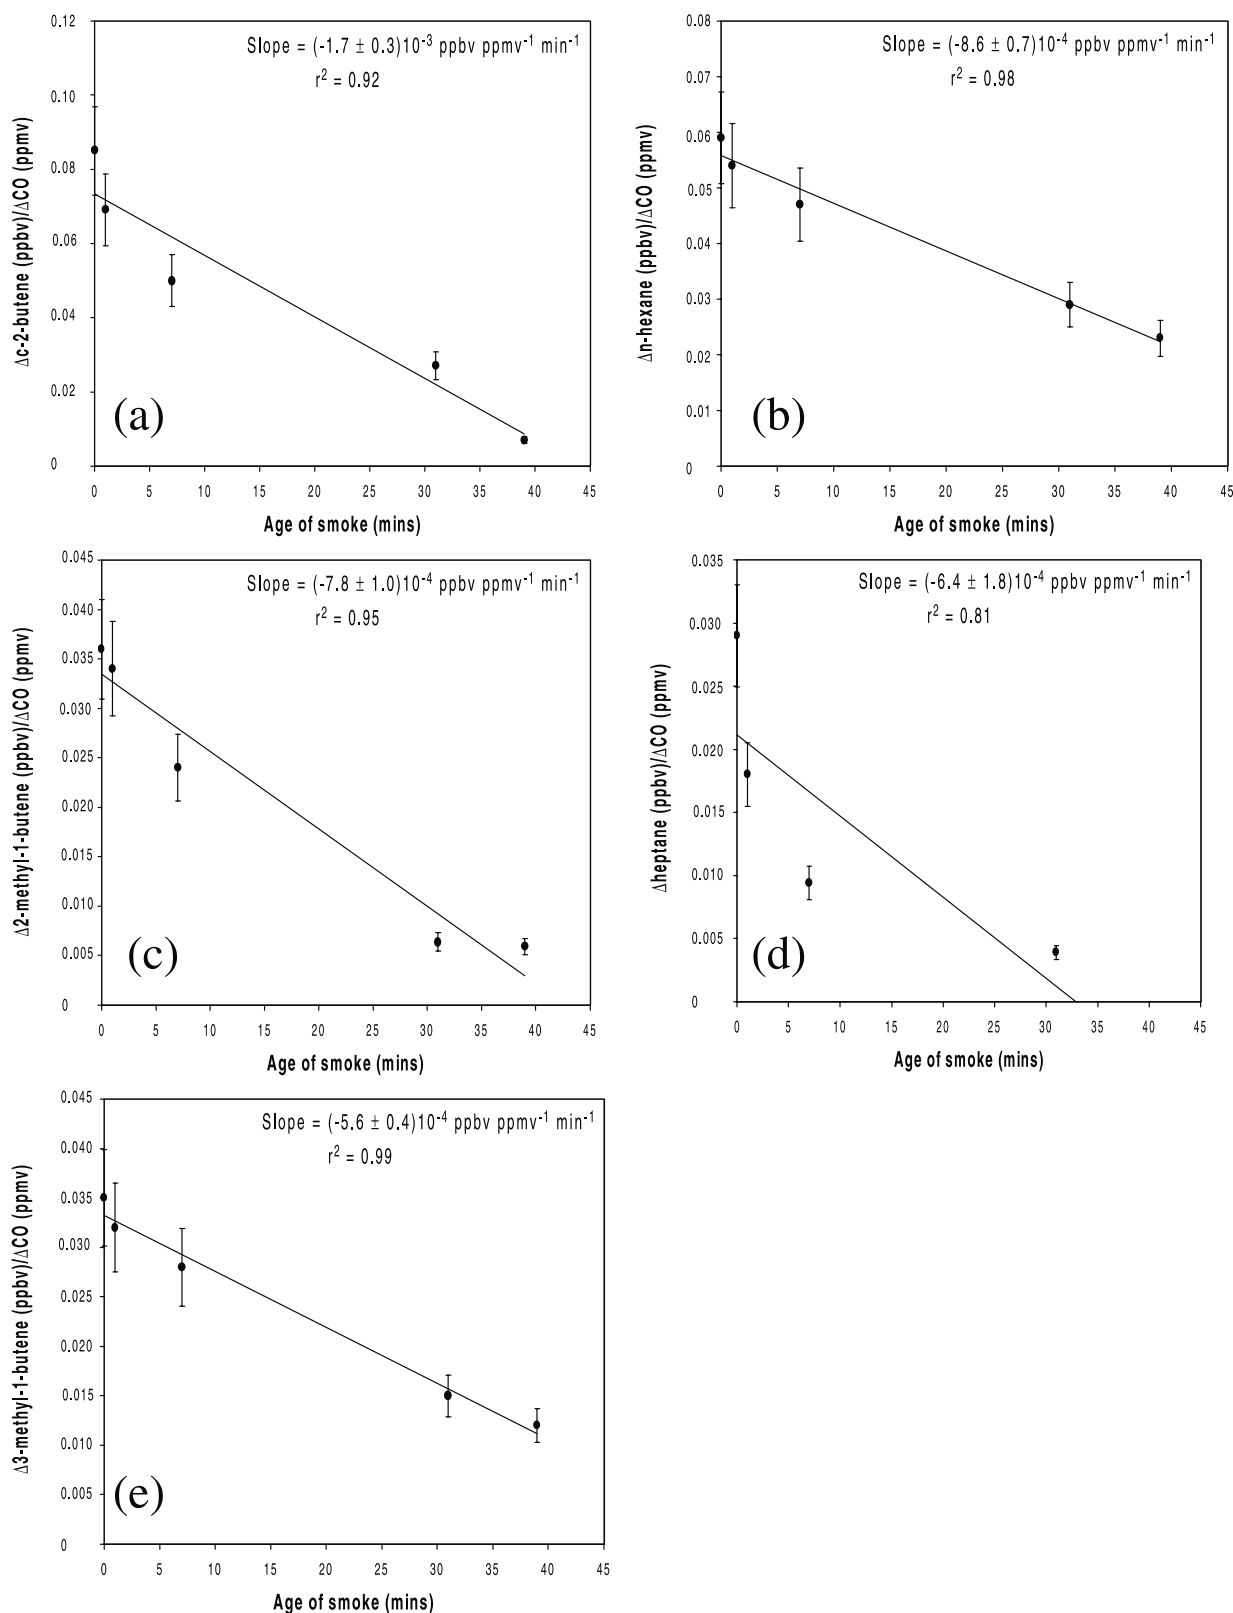 Slope = (-1.7 ± 0.3)10⁻³ ppbv ppmv⁻¹ min⁻¹
r² = 0.92
0.12
0.10
0.08
0.06
0.04
0.02
0
Δc-2-butene (ppbv)/ΔCO (ppmv)
(a)
0 5 10 15 20 25 30 35 40 45
Age of smoke (mins)
Slope = (-8.6 ± 0.7)10⁻⁴ ppbv ppmv⁻¹ min⁻¹
r² = 0.98
0.08
0.07
0.06
0.05
0.04
0.03
0.02
0.01
0
Δn-hexane (ppbv)/ΔCO (ppmv)
(b)
0 5 10 15 20 25 30 35 40 45
Age of smoke (mins)
Slope = (-7.8 ± 1.0)10⁻⁴ ppbv ppmv⁻¹ min⁻¹
r² = 0.95
0.045
0.040
0.035
0.030
0.025
0.020
0.015
0.010
0.005
0
Δ2-methyl-1-butene (ppbv)/ΔCO (ppmv)
(c)
0 5 10 15 20 25 30 35 40 45
Age of smoke (mins)
Slope = (-6.4 ± 1.8)10⁻⁴ ppbv ppmv⁻¹ min⁻¹
r² = 0.81
0.035
0.030
0.025
0.020
0.015
0.010
0.005
0
Δheptane (ppbv)/ΔCO (ppmv)
(d)
0 5 10 15 20 25 30 35 40 45
Age of smoke (mins)
Slope = (-5.6 ± 0.4)10⁻⁴ ppbv ppmv⁻¹ min⁻¹
r² = 0.99
0.045
0.040
0.035
0.030
0.025
0.020
0.015
0.010
0.005
0
Δ3-methyl-1-butene (ppbv)/ΔCO (ppmv)
(e)
0 5 10 15 20 25 30 35 40 45
Age of smoke (mins)